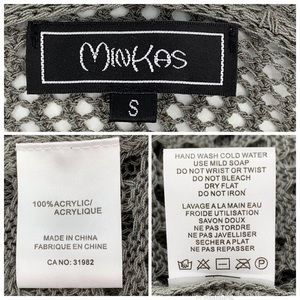 MINKAS
S
100% ACRYLIC/
ACRYLIQUE
MADE IN CHINA
FABRIQUE EN CHINE
CA NO: 31982
HAND WASH COLD WATER
USE MILD SOAP
DO NOT WRIST OR TWIST
DO NOT BLEACH
DRY FLAT
DO NOT IRON
LAVAGE A LA MAIN EAU
FROIDE UTILISATION
SAVON DOUX
NE PAS TORDRE
NE PAS JAVELLISER
SECHER A PLAT
NE PAS REPASSER